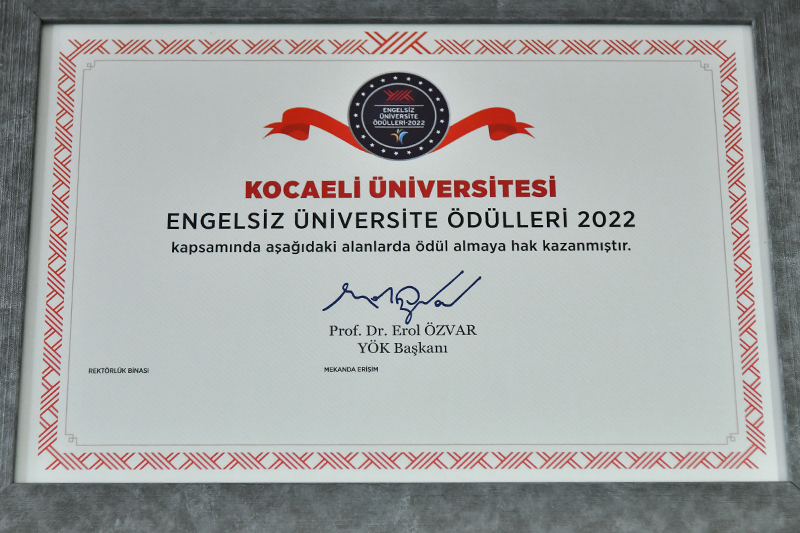 YÖK
ENGELSİZ
ÜNİVERSİTE
ÖDÜLLERİ-2022
KOCAELİ ÜNİVERSİTESİ
ENGELSİZ ÜNİVERSİTE ÖDÜLLERİ 2022
kapsamında aşağıdaki alanlarda ödül almaya hak kazanmıştır.
Prof. Dr. Erol ÖZVAR
YÖK Başkanı
REKTÖRLÜK BİNASI
MEKANDA ERİŞİM